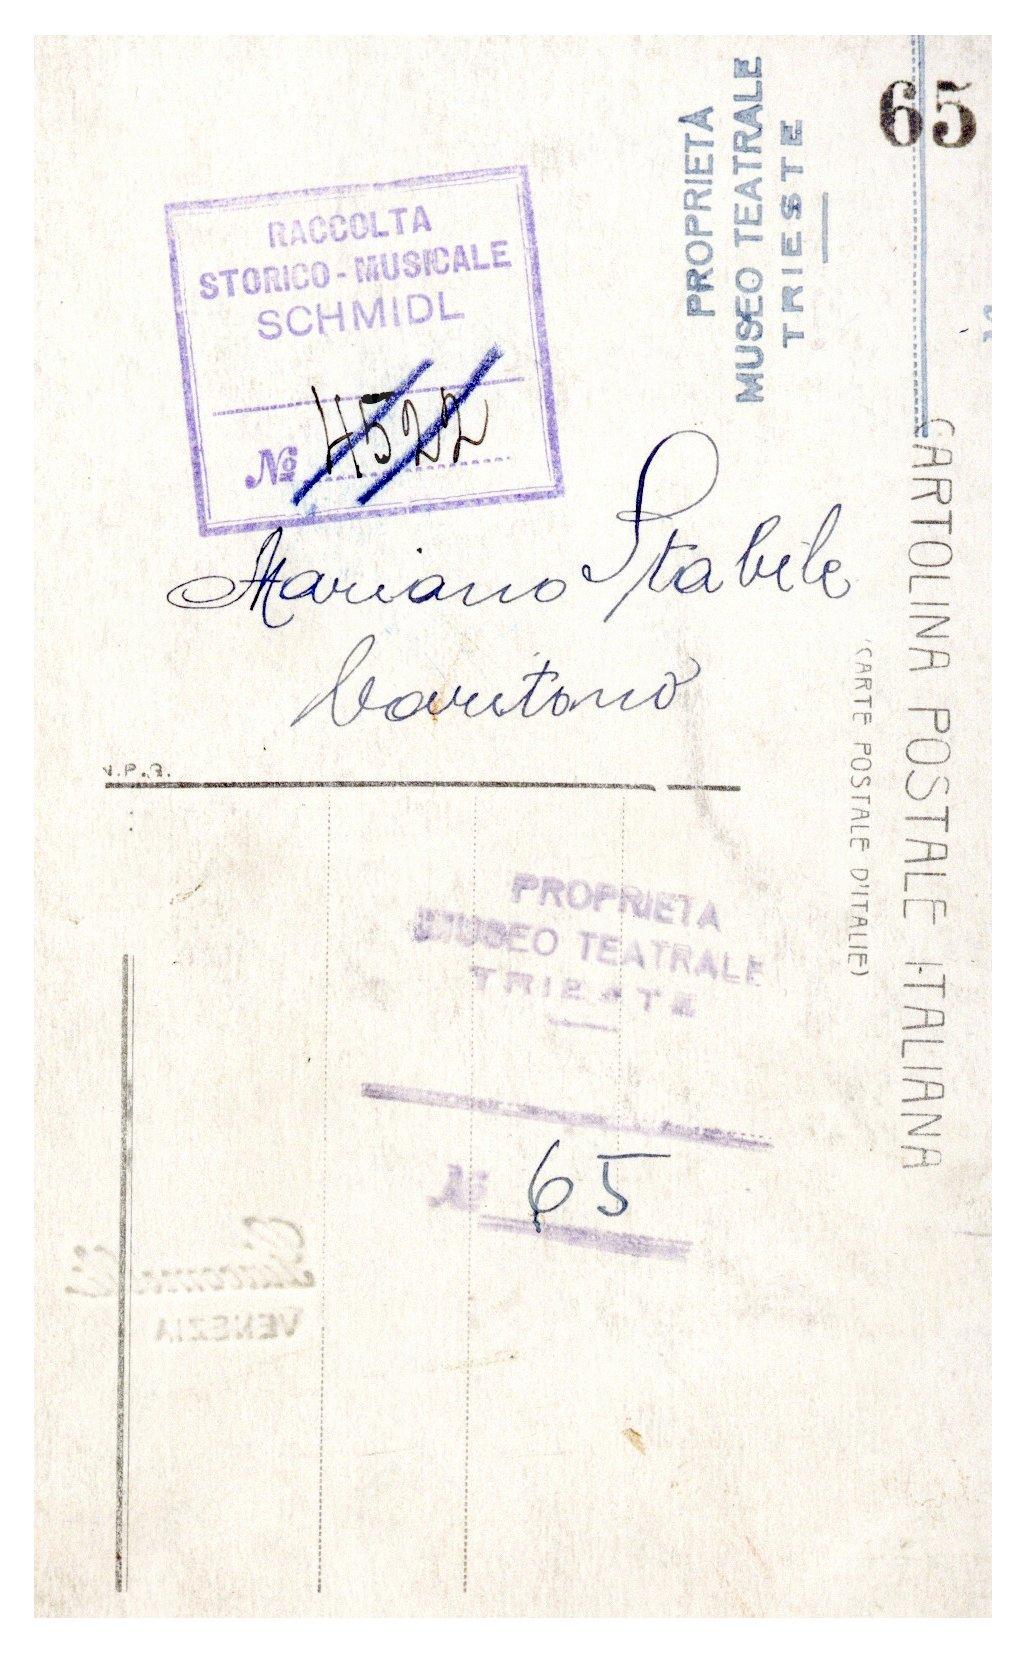 65
PROPRIETÀ
MUSEO TEATRALE
TRIESTE
RACCOLTA
STORICO-MUSICALE
SCHMIDL
No 4522
Mariano Stabile
baritono
CARTOLINA POSTALE ITALIANA
(CARTE POSTALE D'ITALIE)
V.P.F.
PROPRIETÀ
MUSEO TEATRALE
TRIESTE
No 65
VENEZIA